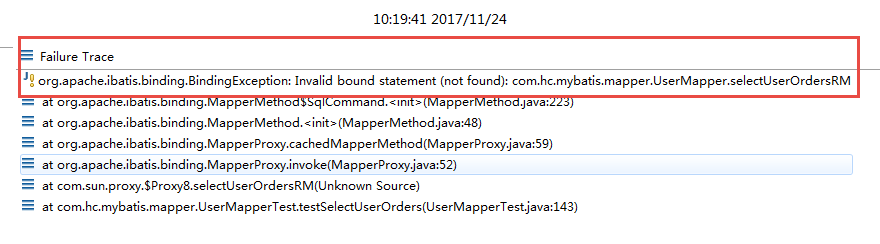 10:19:41 2017/11/24
Failure Trace
org.apache.ibatis.binding.BindingException: Invalid bound statement (not found): com.hc.mybatis.mapper.UserMapper.selectUserOrdersRM
at org.apache.ibatis.binding.MapperMethod$SqlCommand.<init>(MapperMethod.java:223)
at org.apache.ibatis.binding.MapperMethod.<init>(MapperMethod.java:48)
at org.apache.ibatis.binding.MapperProxy.cachedMapperMethod(MapperProxy.java:59)
at org.apache.ibatis.binding.MapperProxy.invoke(MapperProxy.java:52)
at com.sun.proxy.$Proxy8.selectUserOrdersRM(Unknown Source)
at com.hc.mybatis.mapper.UserMapperTest.testSelectUserOrders(UserMapperTest.java:143)